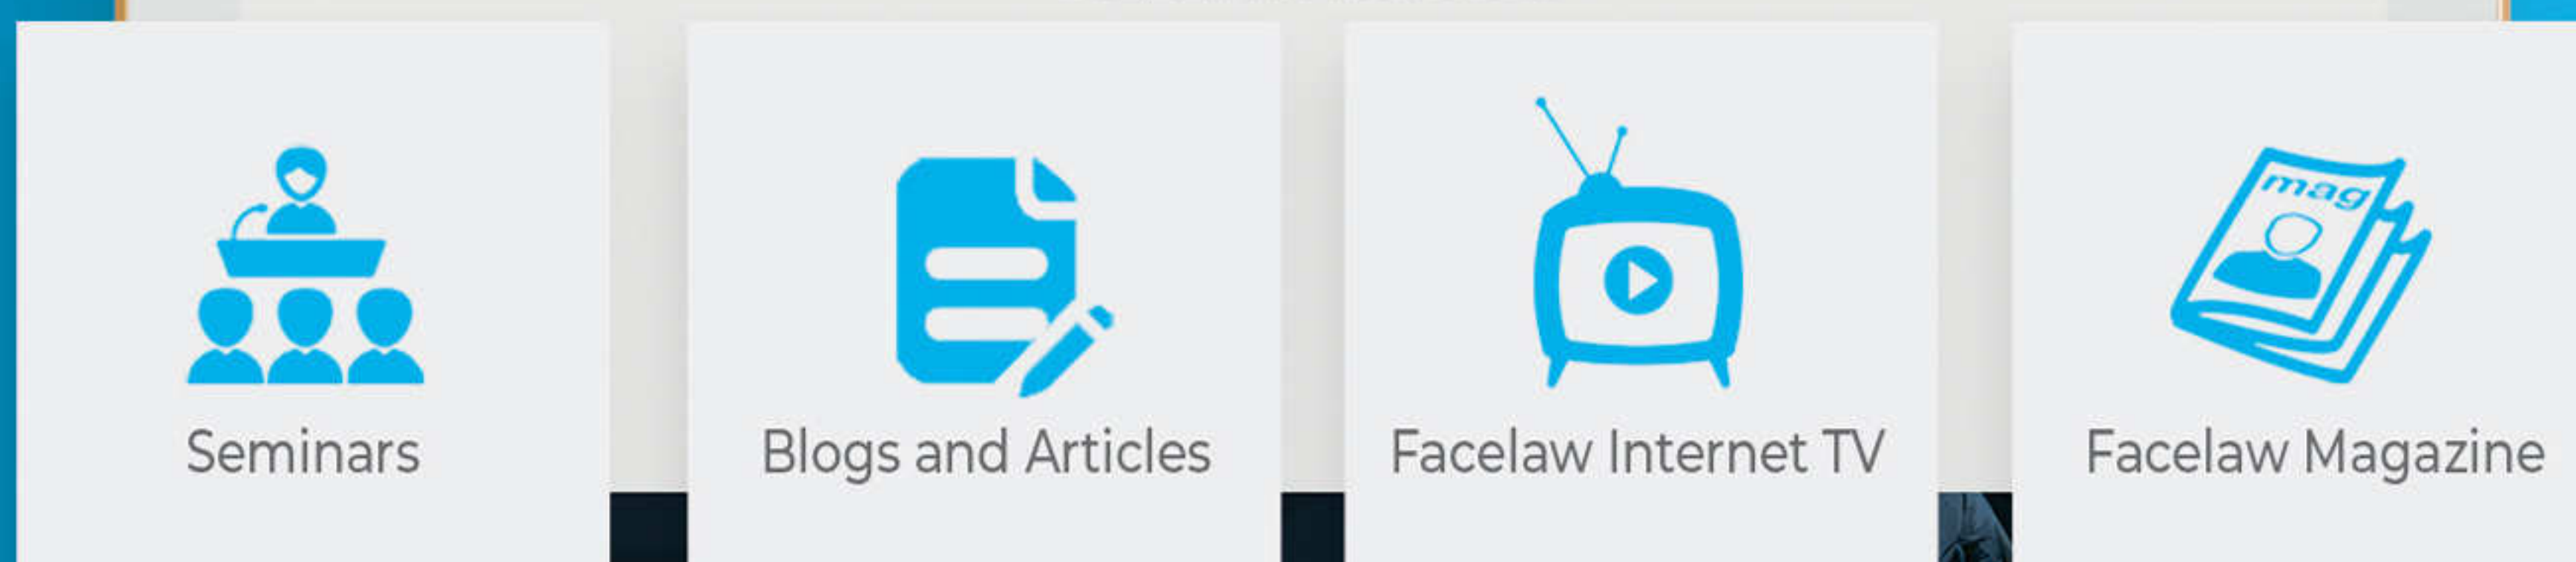 mag
Seminars
Blogs and Articles
Facelaw Internet TV
Facelaw Magazine